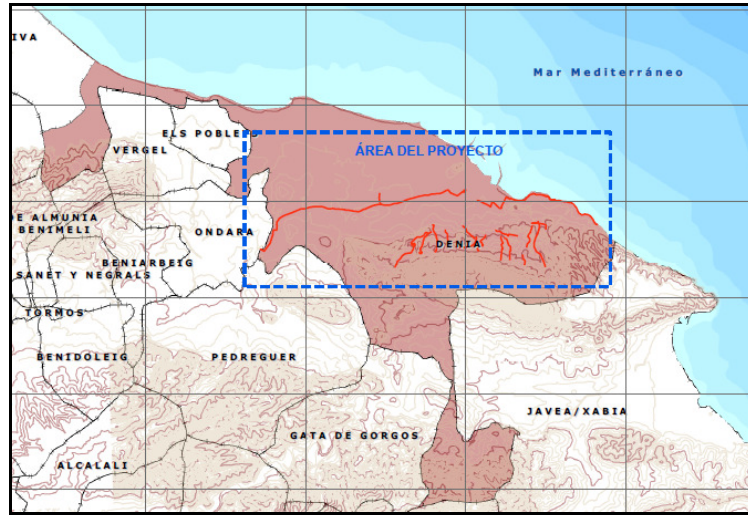 IVA
Mar Mediterráneo
ELS POBLETS
VERGEL
ÁREA DEL PROYECTO
DE ALMUNIA
BENIMELI
ONDARA
DENIA
BENIARBEIG
SANET Y NEGRALS
TORMOS
BENIDOLEIG
PEDREGUER
JAVEA/XABIA
GATA DE GORGOS
ALCALALI